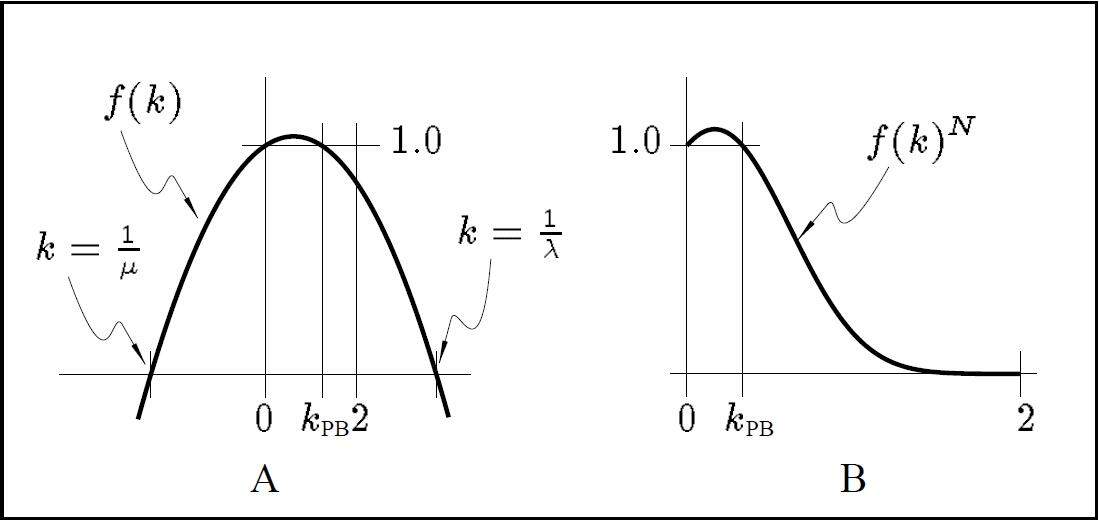 f(k)
1.0
k = 1/μ
k = 1/λ
0 k_PB 2
A
1.0
f(k)^N
0 k_PB 2
B